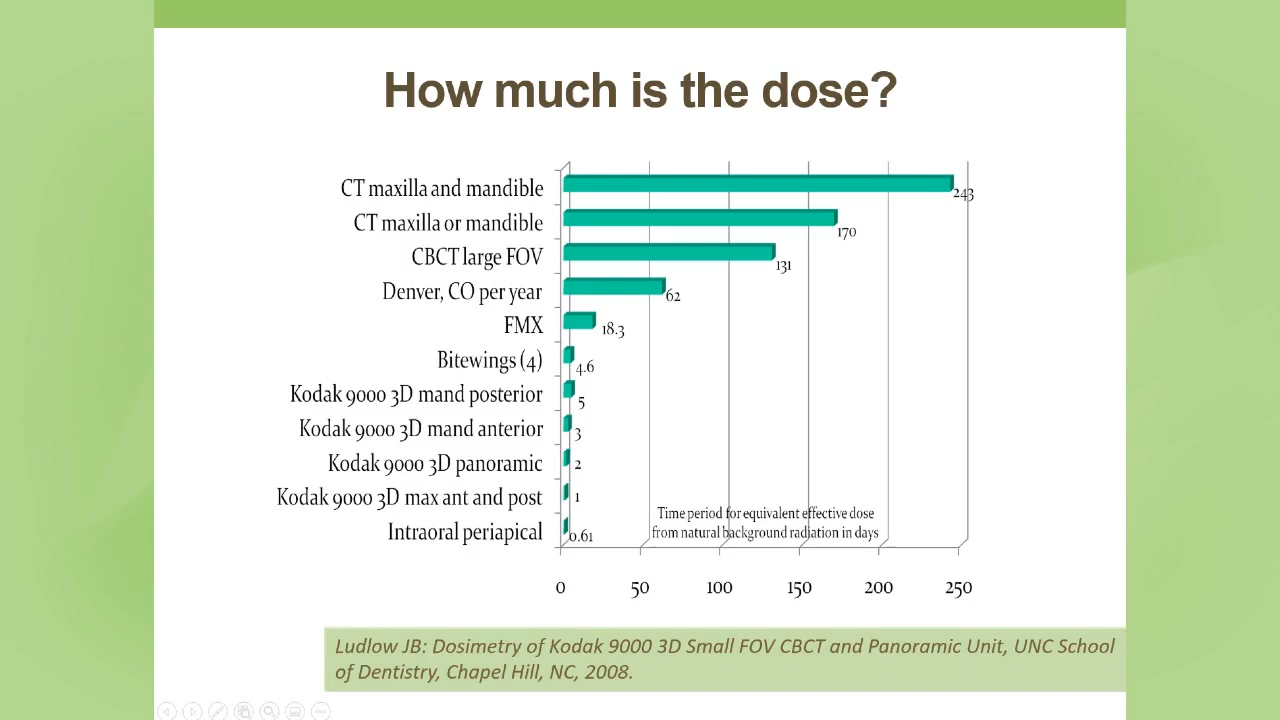 How much is the dose?
CT maxilla and mandible
243
CT maxilla or mandible
170
CBCT large FOV
131
Denver, CO per year
62
FMX
18.3
Bitewings (4)
4.6
Kodak 9000 3D mand posterior
5
Kodak 9000 3D mand anterior
3
Kodak 9000 3D panoramic
2
Kodak 9000 3D max ant and post
1
Intraoral periapical
0.61
Time period for equivalent effective dose
from natural background radiation in days
0 50 100 150 200 250
Ludlow JB: Dosimetry of Kodak 9000 3D Small FOV CBCT and Panoramic Unit, UNC School
of Dentistry, Chapel Hill, NC, 2008.